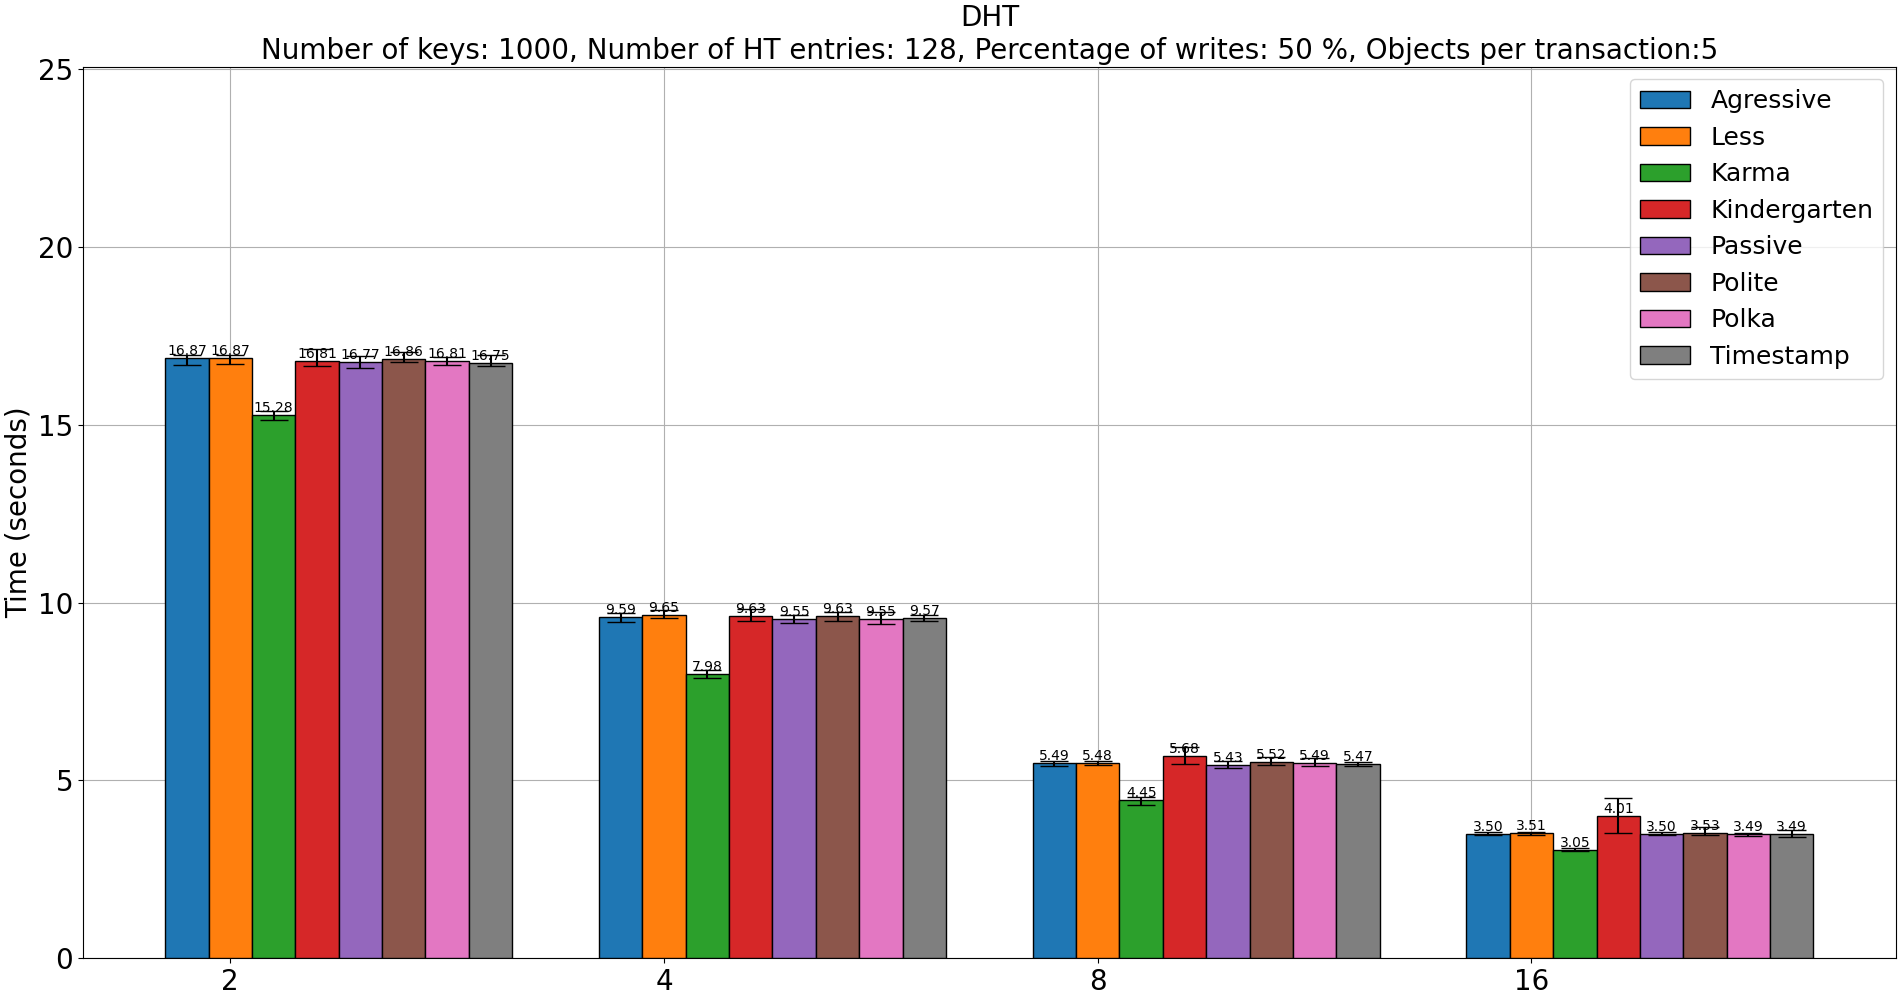 DHT
Number of keys: 1000, Number of HT entries: 128, Percentage of writes: 50 %, Objects per transaction:5
25
20
15
10
5
0
Time (seconds)
Agressive
Less
Karma
Kindergarten
Passive
Polite
Polka
Timestamp
16.87 16.87 15.28 16.81 16.77 16.86 16.81 16.75
9.59 9.65 7.98 9.63 9.55 9.63 9.55 9.57
5.49 5.48 4.45 5.68 5.43 5.52 5.49 5.47
3.50 3.51 3.05 4.01 3.50 3.53 3.49 3.49
2 4 8 16